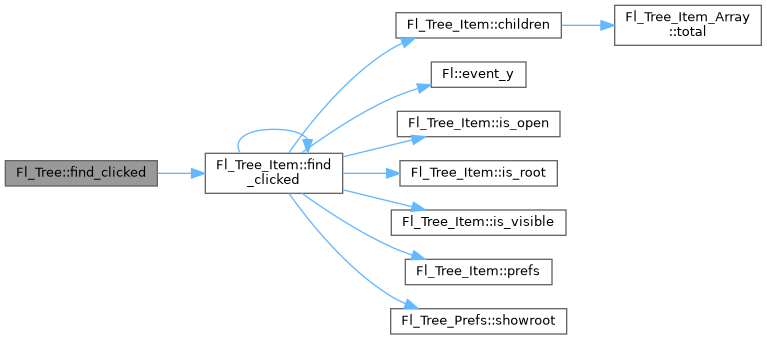 Fl_Tree::find_clicked
Fl_Tree_Item::find
_clicked
Fl_Tree_Item::children
Fl_Tree_Item_Array
::total
Fl::event_y
Fl_Tree_Item::is_open
Fl_Tree_Item::is_root
Fl_Tree_Item::is_visible
Fl_Tree_Item::prefs
Fl_Tree_Prefs::showroot